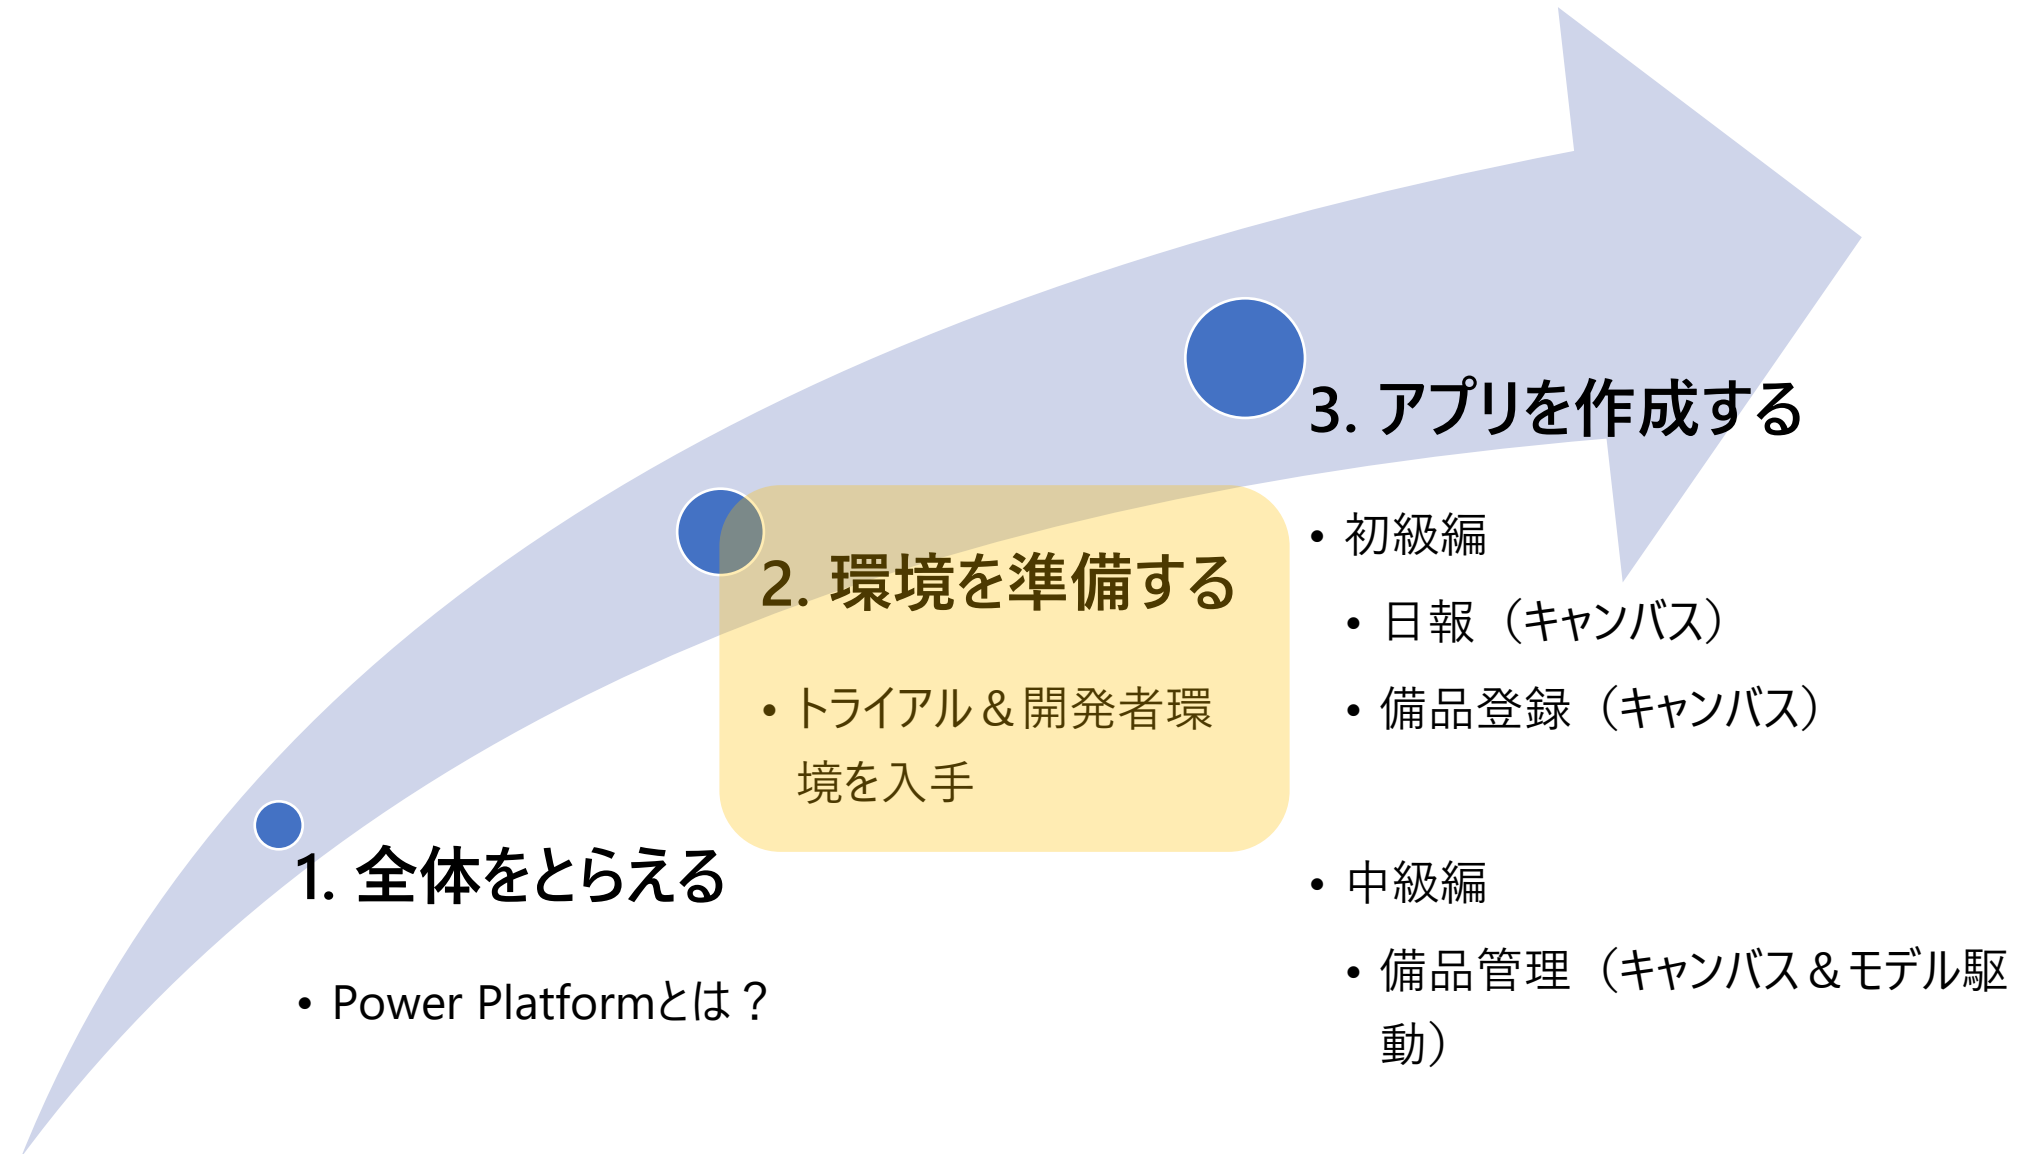 1. 全体をとらえる
• Power Platformとは？
2. 環境を準備する
• トライアル＆開発者環
境を入手
3. アプリを作成する
• 初級編
• 日報（キャンバス）
• 備品登録（キャンバス）
• 中級編
• 備品管理（キャンバス＆モデル駆
動）